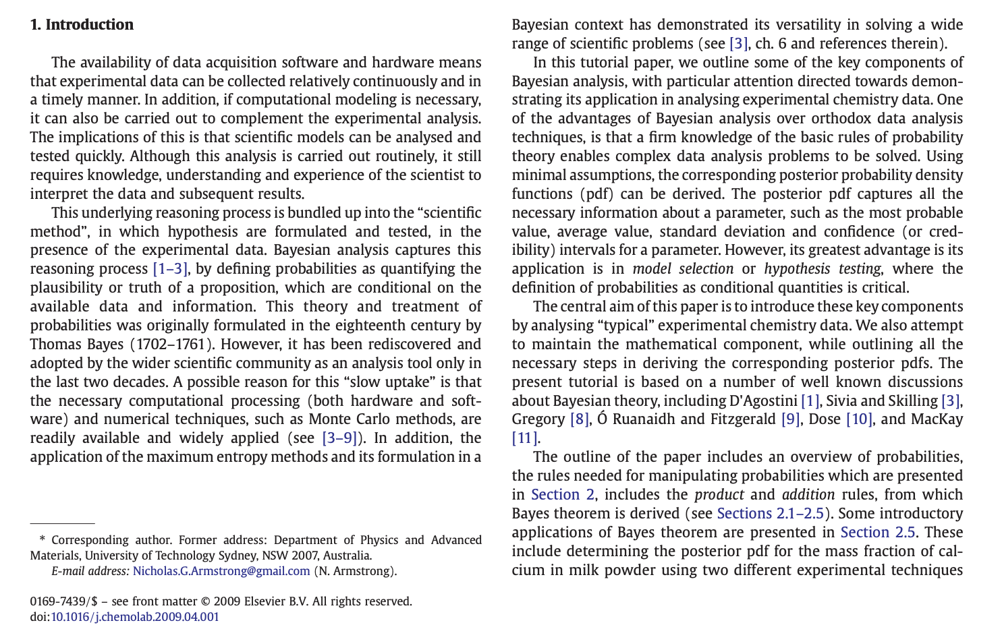 1. Introduction
The availability of data acquisition software and hardware means
that experimental data can be collected relatively continuously and in
a timely manner. In addition, if computational modeling is necessary,
it can also be carried out to complement the experimental analysis.
The implications of this is that scientific models can be analysed and
tested quickly. Although this analysis is carried out routinely, it still
requires knowledge, understanding and experience of the scientist to
interpret the data and subsequent results.
This underlying reasoning process is bundled up into the “scientific
method”, in which hypothesis are formulated and tested, in the
presence of the experimental data. Bayesian analysis captures this
reasoning process [1–3], by defining probabilities as quantifying the
plausibility or truth of a proposition, which are conditional on the
available data and information. This theory and treatment of
probabilities was originally formulated in the eighteenth century by
Thomas Bayes (1702–1761). However, it has been rediscovered and
adopted by the wider scientific community as an analysis tool only in
the last two decades. A possible reason for this “slow uptake” is that
the necessary computational processing (both hardware and soft-
ware) and numerical techniques, such as Monte Carlo methods, are
readily available and widely applied (see [3–9]). In addition, the
application of the maximum entropy methods and its formulation in a
* Corresponding author. Former address: Department of Physics and Advanced
Materials, University of Technology Sydney, NSW 2007, Australia.
E-mail address: Nicholas.G.Armstrong@gmail.com (N. Armstrong).
0169-7439/$ – see front matter © 2009 Elsevier B.V. All rights reserved.
doi:10.1016/j.chemolab.2009.04.001
Bayesian context has demonstrated its versatility in solving a wide
range of scientific problems (see [3], ch. 6 and references therein).
In this tutorial paper, we outline some of the key components of
Bayesian analysis, with particular attention directed towards demon-
strating its application in analysing experimental chemistry data. One
of the advantages of Bayesian analysis over orthodox data analysis
techniques, is that a firm knowledge of the basic rules of probability
theory enables complex data analysis problems to be solved. Using
minimal assumptions, the corresponding posterior probability density
functions (pdf) can be derived. The posterior pdf captures all the
necessary information about a parameter, such as the most probable
value, average value, standard deviation and confidence (or cred-
ibility) intervals for a parameter. However, its greatest advantage is its
application is in model selection or hypothesis testing, where the
definition of probabilities as conditional quantities is critical.
The central aim of this paper is to introduce these key components
by analysing “typical” experimental chemistry data. We also attempt
to maintain the mathematical component, while outlining all the
necessary steps in deriving the corresponding posterior pdfs. The
present tutorial is based on a number of well known discussions
about Bayesian theory, including D'Agostini [1], Sivia and Skilling [3],
Gregory [8], Ó Ruanaidh and Fitzgerald [9], Dose [10], and MacKay
[11].
The outline of the paper includes an overview of probabilities,
the rules needed for manipulating probabilities which are presented
in Section 2, includes the product and addition rules, from which
Bayes theorem is derived (see Sections 2.1–2.5). Some introductory
applications of Bayes theorem are presented in Section 2.5. These
include determining the posterior pdf for the mass fraction of cal-
cium in milk powder using two different experimental techniques